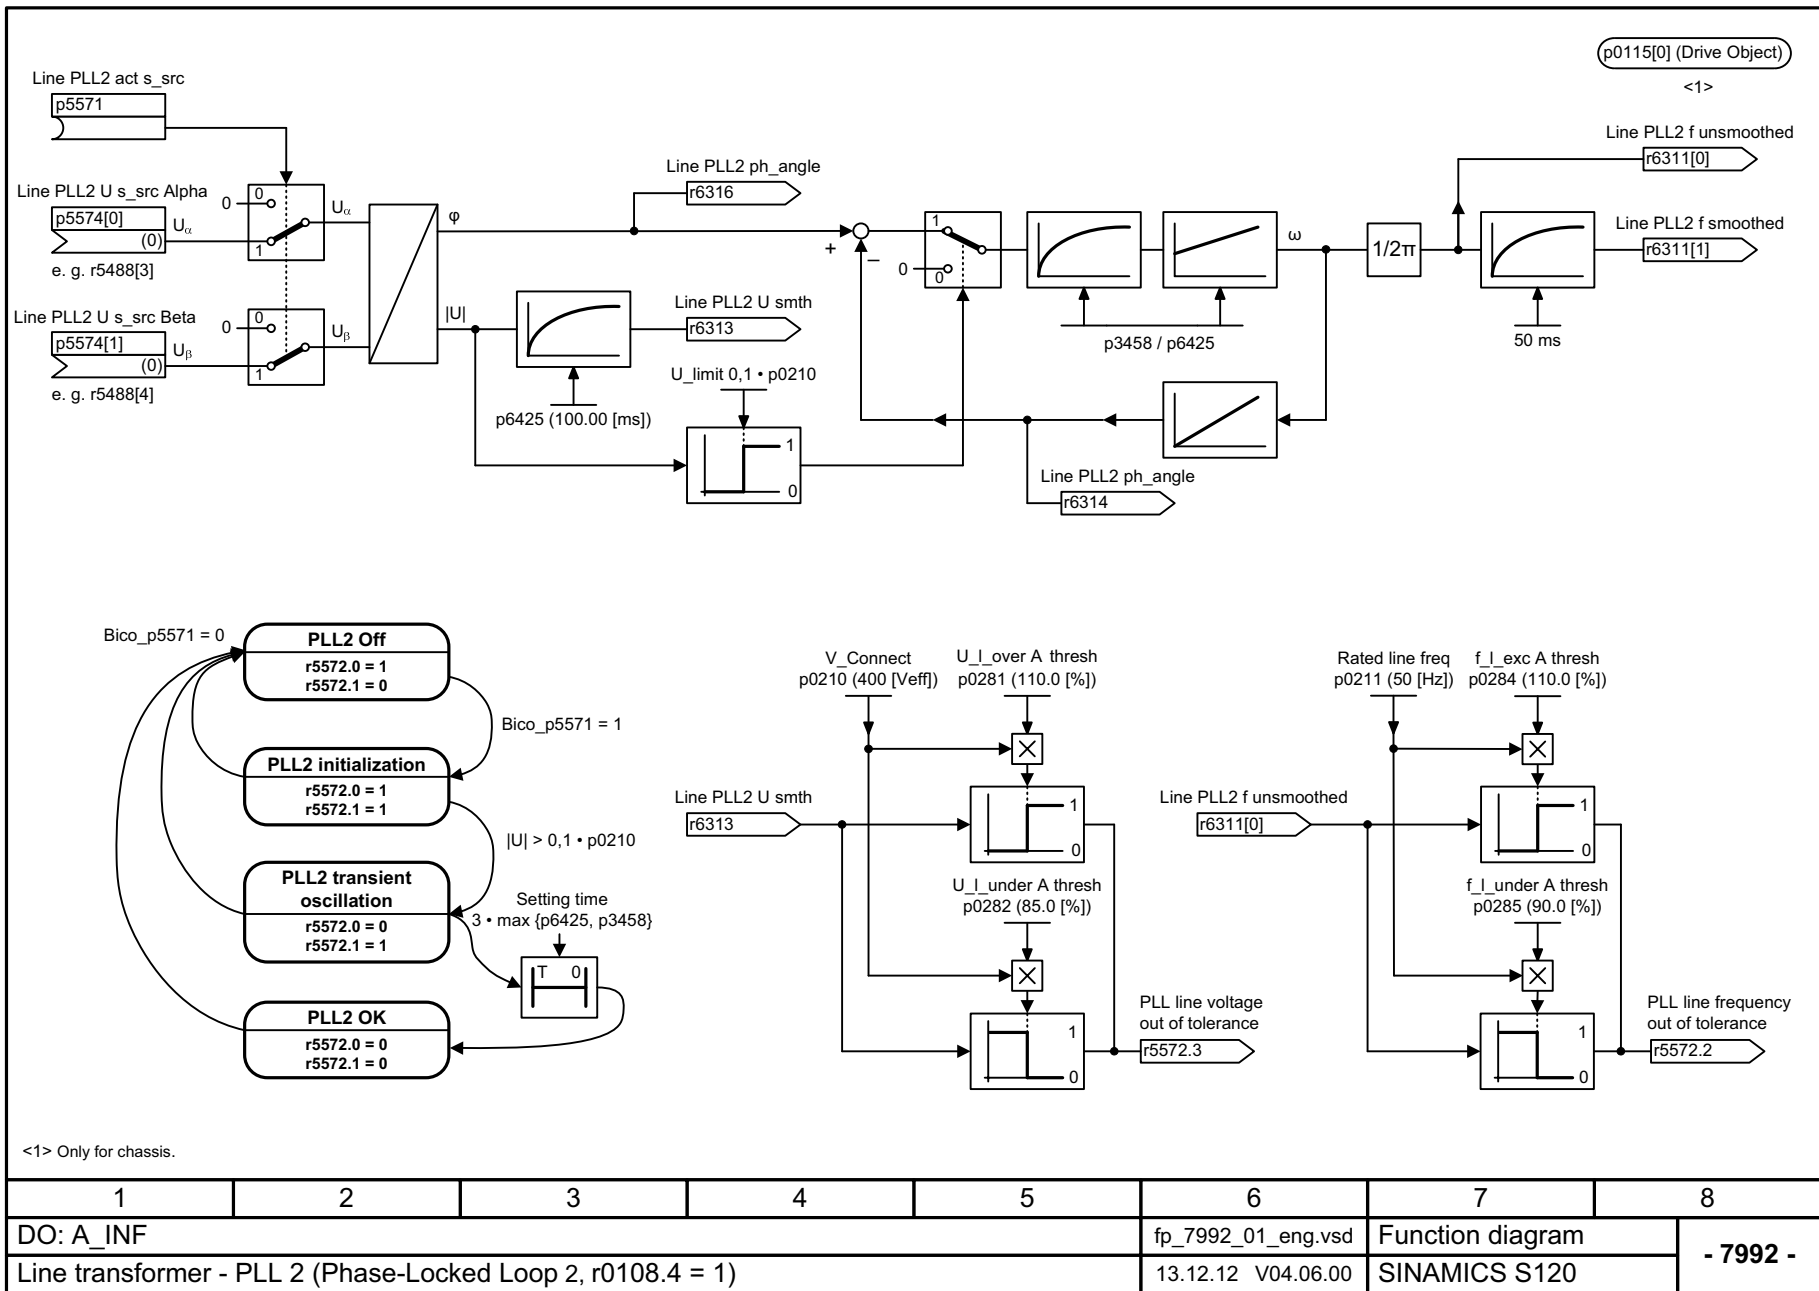 p0115[0] (Drive Object)
<1>
Line PLL2 act s_src
p5571
Line PLL2 U s_src Alpha
p5574[0]
(0)
Uα
e. g. r5488[3]
0
0
1
Uα
Line PLL2 U s_src Beta
p5574[1]
(0)
Uβ
e. g. r5488[4]
0
0
1
Uβ
φ
|U|
Line PLL2 ph_angle
r6316
Line PLL2 U smth
r6313
p6425 (100.00 [ms])
U_limit 0,1 • p0210
1
0
+
–
1
0
0
p3458 / p6425
ω
1/2π
Line PLL2 f unsmoothed
r6311[0]
Line PLL2 f smoothed
r6311[1]
50 ms
Line PLL2 ph_angle
r6314
Bico_p5571 = 0
PLL2 Off
r5572.0 = 1
r5572.1 = 0
Bico_p5571 = 1
PLL2 initialization
r5572.0 = 1
r5572.1 = 1
|U| > 0,1 • p0210
PLL2 transient
oscillation
r5572.0 = 0
r5572.1 = 1
Setting time
3 • max {p6425, p3458}
T 0
PLL2 OK
r5572.0 = 0
r5572.1 = 0
V_Connect
p0210 (400 [Veff])
U_l_over A thresh
p0281 (110.0 [%])
Line PLL2 U smth
r6313
1
0
U_l_under A thresh
p0282 (85.0 [%])
1
0
PLL line voltage
out of tolerance
r5572.3
Rated line freq
p0211 (50 [Hz])
f_l_exc A thresh
p0284 (110.0 [%])
Line PLL2 f unsmoothed
r6311[0]
1
0
f_l_under A thresh
p0285 (90.0 [%])
1
0
PLL line frequency
out of tolerance
r5572.2
<1> Only for chassis.
1 2 3 4 5 6 7 8
DO: A_INF
fp_7992_01_eng.vsd
Function diagram
- 7992 -
Line transformer - PLL 2 (Phase-Locked Loop 2, r0108.4 = 1)
13.12.12 V04.06.00
SINAMICS S120